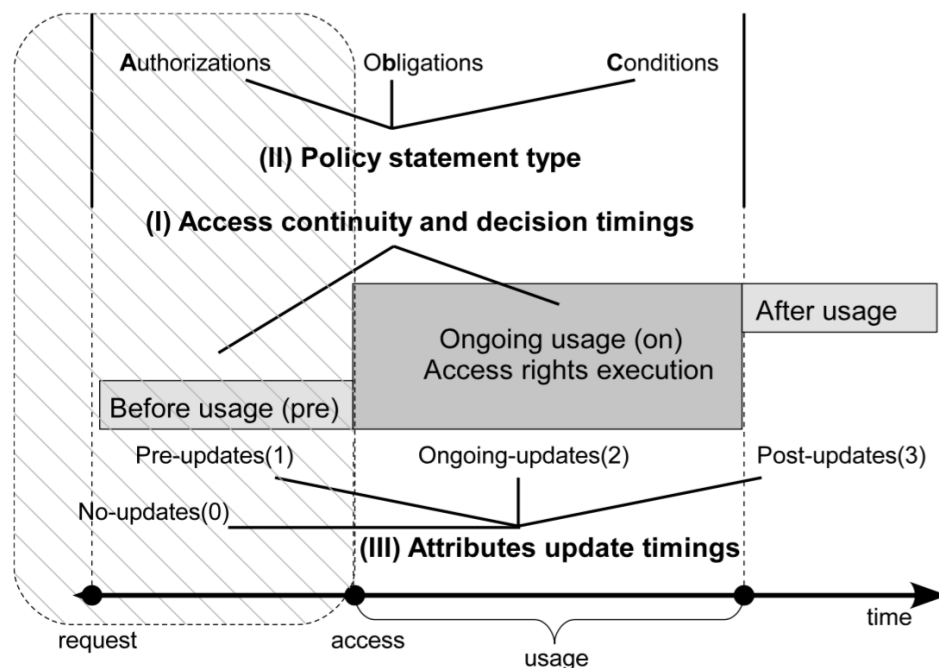 Authorizations
Obligations
Conditions
(II) Policy statement type
(I) Access continuity and decision timings
After usage
Ongoing usage (on)
Access rights execution
Before usage (pre)
Pre-updates(1)
Ongoing-updates(2)
Post-updates(3)
No-updates(0)
(III) Attributes update timings
request
access
usage
time